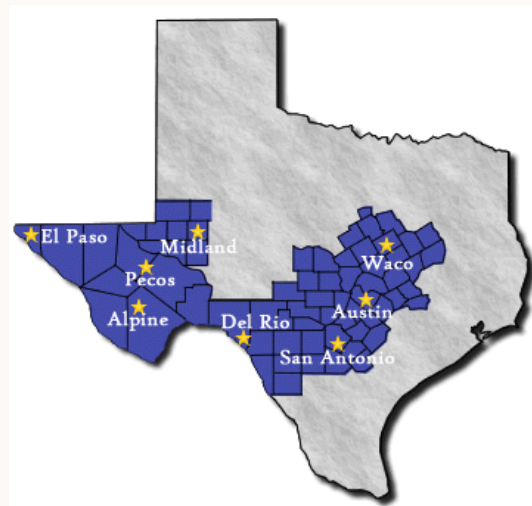 El Paso
Midland
Pecos
Alpine
Waco
Austin
Del Rio
San Antonio